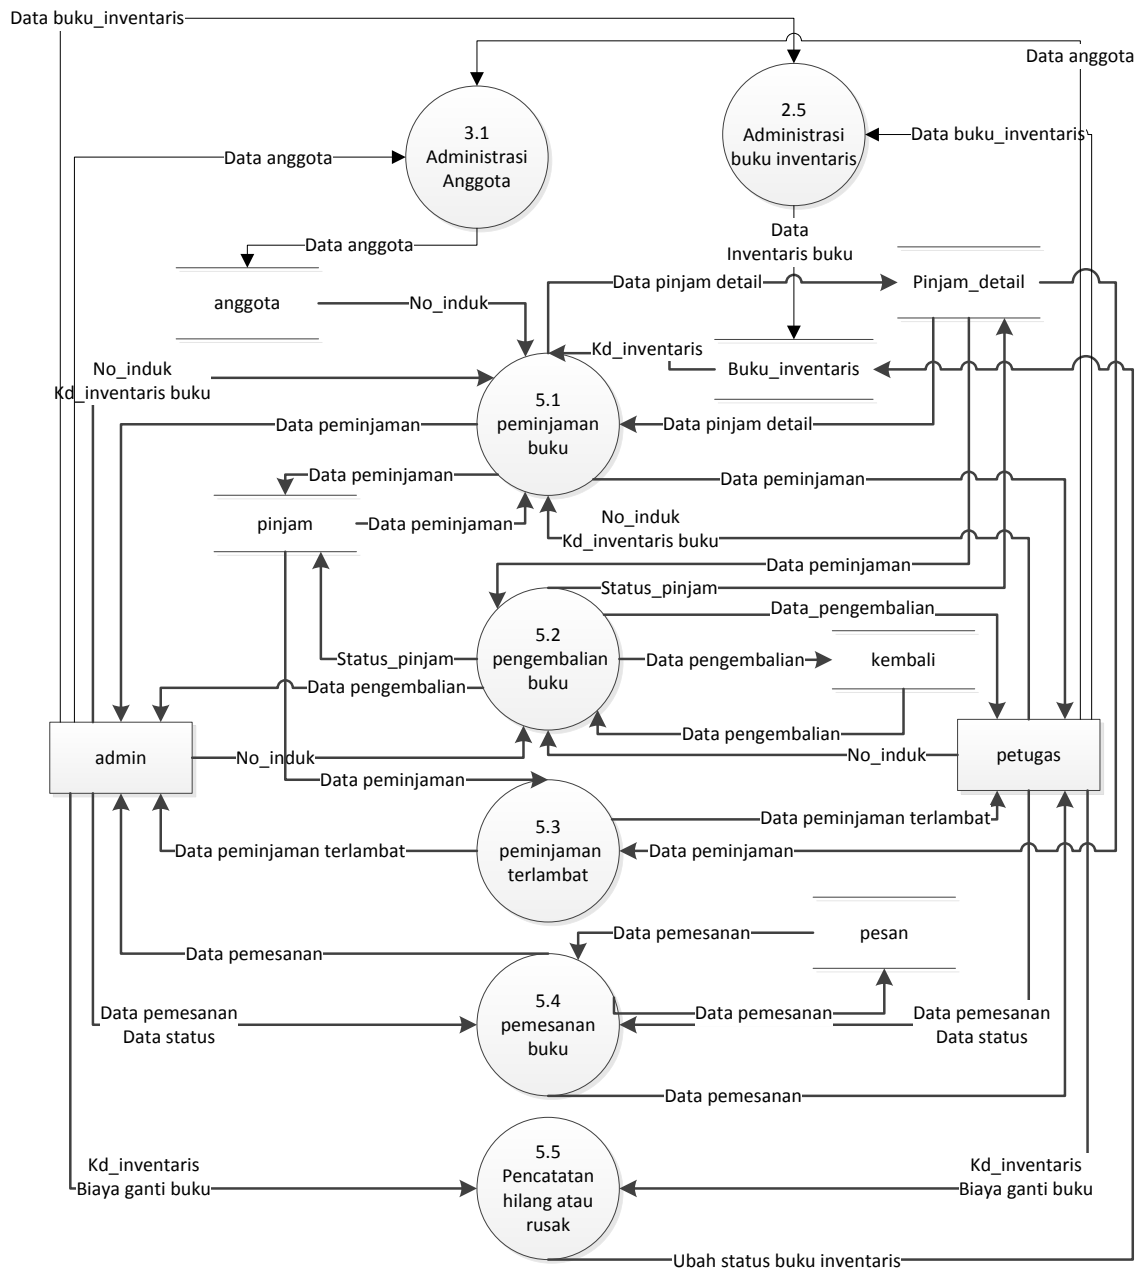 Data buku_inventaris
Data anggota
3.1
Administrasi
Anggota
2.5
Administrasi
buku inventaris
Data buku_inventaris
Data anggota
Data anggota
Data
Inventaris buku
anggota
No_induk
Data pinjam detail
Pinjam_detail
Kd_inventaris
Buku_inventaris
No_induk
Kd_inventaris buku
5.1
peminjaman
buku
Data peminjaman
Data pinjam detail
Data peminjaman
Data peminjaman
pinjam
Data peminjaman
No_induk
Kd_inventaris buku
Data peminjaman
Status_pinjam
Data_pengembalian
5.2
pengembalian
buku
Status_pinjam
Data pengembalian
kembali
Data pengembalian
Data pengembalian
admin
No_induk
No_induk
petugas
Data peminjaman
5.3
peminjaman
terlambat
Data peminjaman terlambat
Data peminjaman terlambat
Data peminjaman
Data pemesanan
pesan
Data pemesanan
5.4
pemesanan
buku
Data pemesanan
Data status
Data pemesanan
Data pemesanan
Data status
Data pemesanan
5.5
Pencatatan
hilang atau
rusak
Kd_inventaris
Biaya ganti buku
Kd_inventaris
Biaya ganti buku
Ubah status buku inventaris